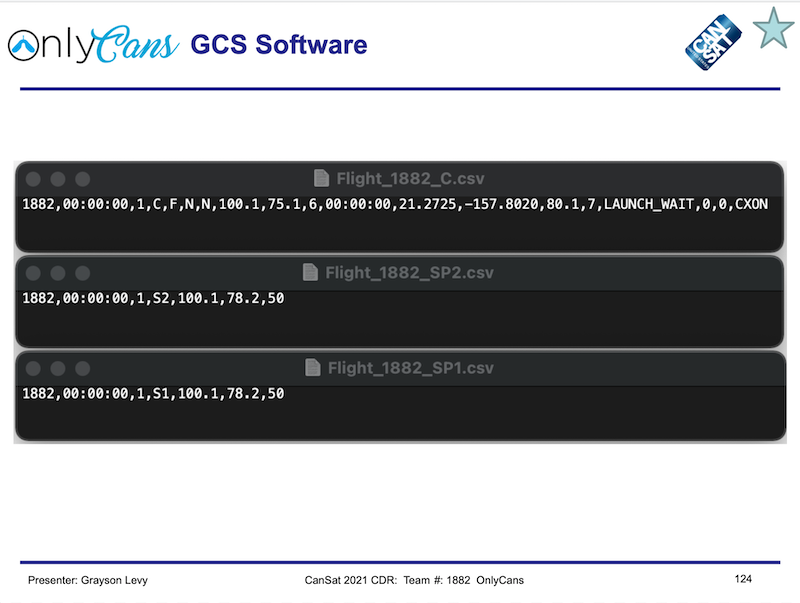 OnlyCans GCS Software
CAN
SAT
Flight_1882_C.csv
1882,00:00:00,1,C,F,N,N,100.1,75.1,6,00:00:00,21.2725,-157.8020,80.1,7,LAUNCH_WAIT,0,0,CXON
Flight_1882_SP2.csv
1882,00:00:00,1,S2,100.1,78.2,50
Flight_1882_SP1.csv
1882,00:00:00,1,S1,100.1,78.2,50
Presenter: Grayson Levy CanSat 2021 CDR: Team #: 1882 OnlyCans 124